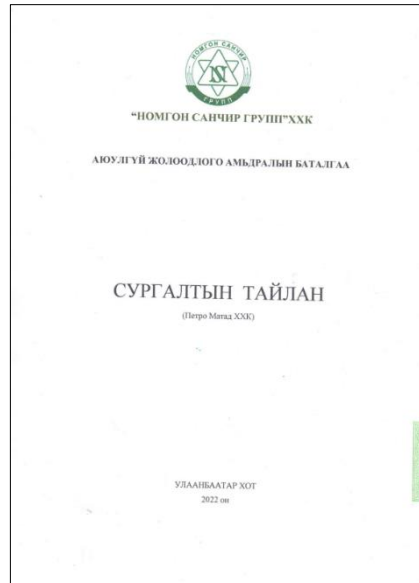 НОМГОН САНЧИР
ГРУПП
"НОМГОН САНЧИР ГРУПП"ХХК
АЮУЛГҮЙ ЖОЛООДЛОГО АМЬДРАЛЫН БАТАЛГАА
СУРГАЛТЫН ТАЙЛАН
(Петро Матад ХХК)
УЛААНБААТАР ХОТ
2022 он